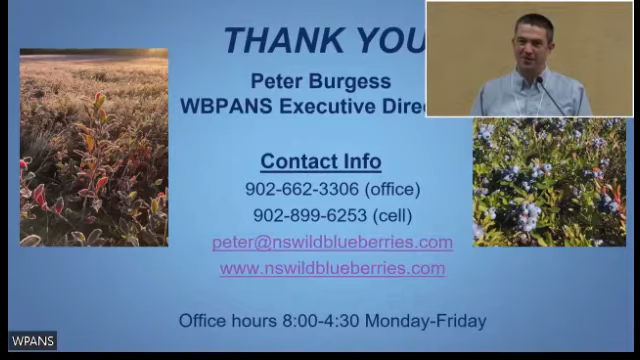 THANK YOU
Peter Burgess
WBPANS Executive Dire
Contact Info
902-662-3306 (office)
902-899-6253 (cell)
peter@nswildblueberries.com
www.nswildblueberries.com
Office hours 8:00-4:30 Monday-Friday
WPANS